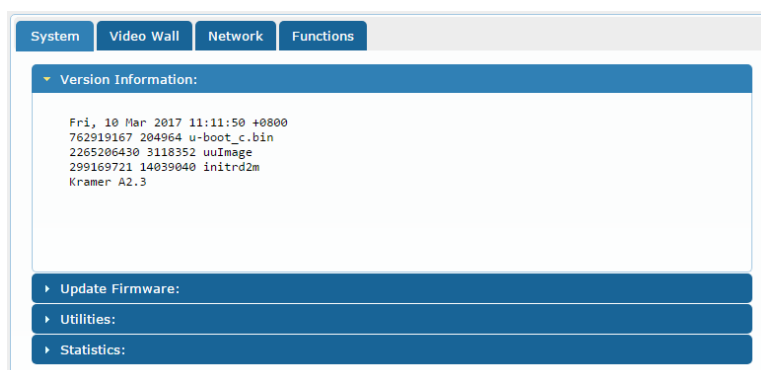 System Video Wall Network Functions
Version Information:
Fri, 10 Mar 2017 11:11:50 +0800
762919167 204964 u-boot_c.bin
2265206430 3118352 uuImage
299169721 14039040 initrd2m
Kramer A2.3
Update Firmware:
Utilities:
Statistics: